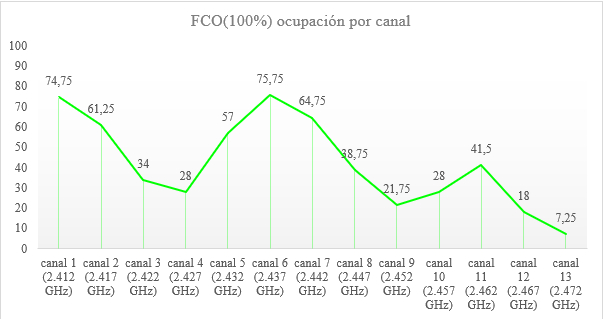 FCO(100%) ocupación por canal
100
90
80
70
60
50
40
30
20
10
0
74,75
61,25
34
28
57
75,75
64,75
38,75
21,75
28
41,5
18
7,25
canal 1
(2.412
GHz)
canal 2
(2.417
GHz)
canal 3
(2.422
GHz)
canal 4
(2.427
GHz)
canal 5
(2.432
GHz)
canal 6
(2.437
GHz)
canal 7
(2.442
GHz)
canal 8
(2.447
GHz)
canal 9
(2.452
GHz)
canal
10
(2.457
GHz)
canal
11
(2.462
GHz)
canal
12
(2.467
GHz)
canal
13
(2.472
GHz)